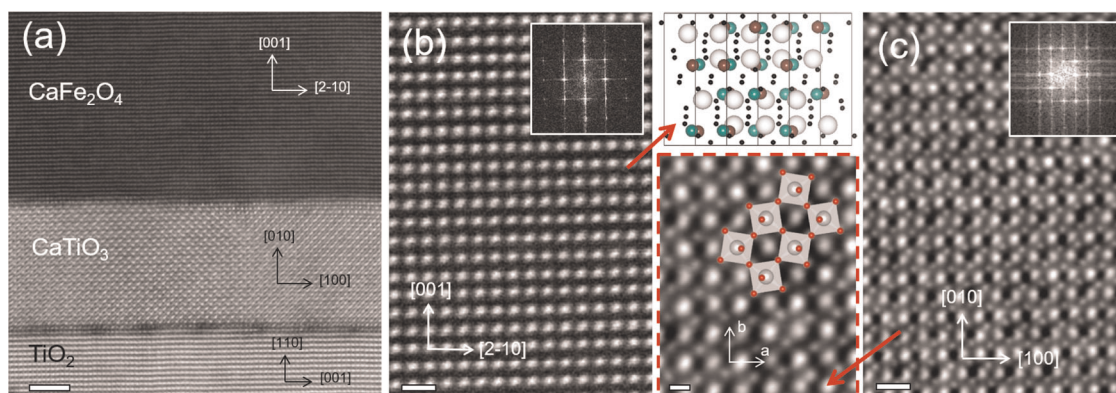 (a)
[001]
[2-10]
CaFe₂O₄
CaTiO₃
[010]
[100]
TiO₂
[110]
[001]
(b)
[001]
[2-10]
b
a
(c)
[010]
[100]